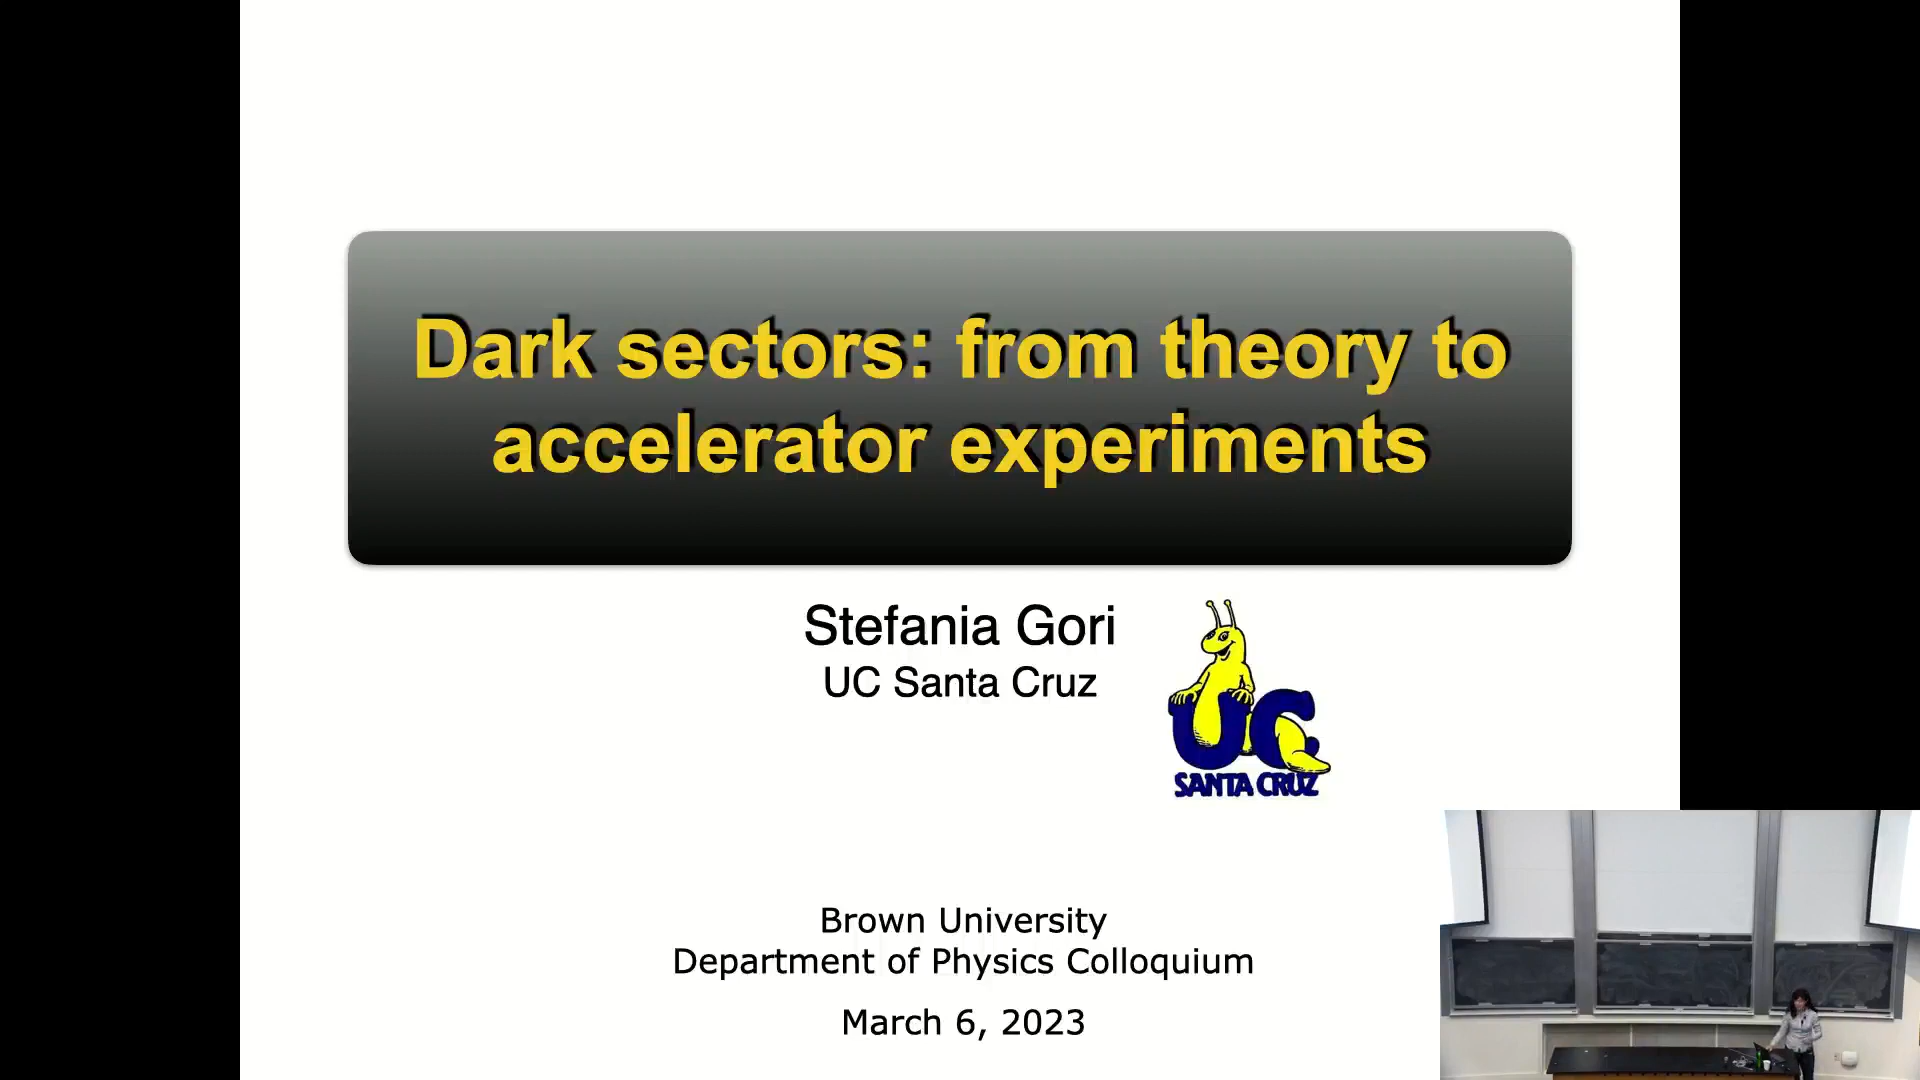 Dark sectors: from theory to
accelerator experiments
Stefania Gori
UC Santa Cruz
UC
SANTA CRUZ
Brown University
Department of Physics Colloquium
March 6, 2023